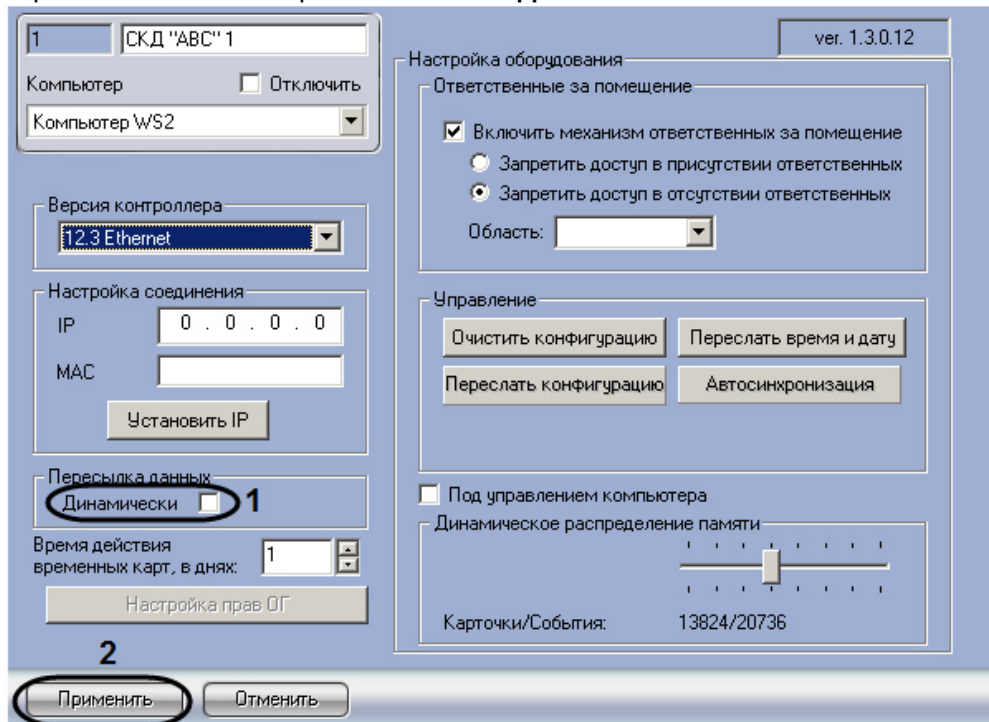 1
СКД "ABC" 1
Компьютер
Отключить
Компьютер WS2
ver. 1.3.0.12
Настройка оборудования
Ответственные за помещение
Включить механизм ответственных за помещение
Запретить доступ в присутствии ответственных
Запретить доступ в отсутствии ответственных
Область:
Версия контроллера
12.3 Ethernet
Настройка соединения
IP
0 . 0 . 0 . 0
MAC
Установить IP
Управление
Очистить конфигурацию
Переслать время и дату
Переслать конфигурацию
Автосинхронизация
Пересылка данных
Динамически
1
Время действия
временных карт, в днях:
1
Настройка прав ОГ
Под управлением компьютера
Динамическое распределение памяти
Карточки/События:
13824/20736
2
Применить
Отменить